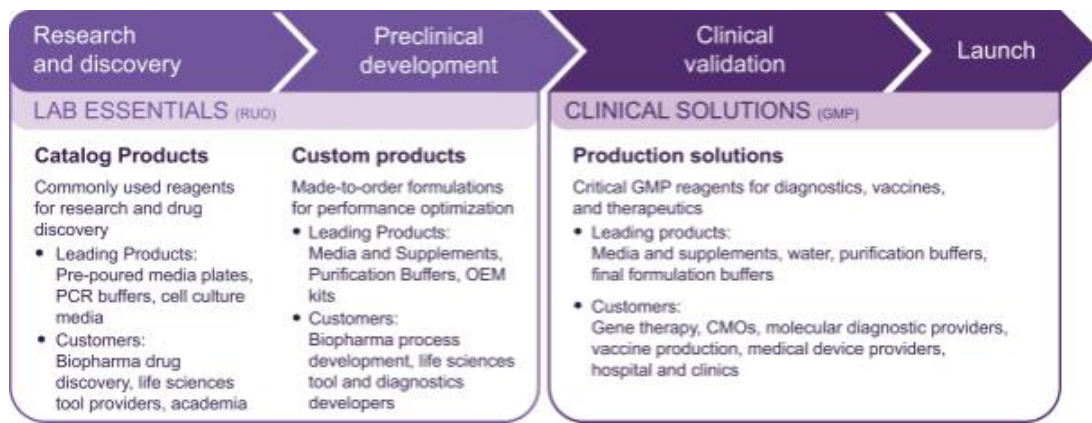 Research
and discovery
Preclinical
development
Clinical
validation
Launch
LAB ESSENTIALS (RUO)
CLINICAL SOLUTIONS (GMP)
Catalog Products
Commonly used reagents
for research and drug
discovery
• Leading Products:
Pre-poured media plates,
PCR buffers, cell culture
media
• Customers:
Biopharma drug
discovery, life sciences
tool providers, academia
Custom products
Made-to-order formulations
for performance optimization
• Leading Products:
Media and Supplements,
Purification Buffers, OEM
kits
• Customers:
Biopharma process
development, life sciences
tool and diagnostics
developers
Production solutions
Critical GMP reagents for diagnostics, vaccines,
and therapeutics
• Leading products:
Media and supplements, water, purification buffers,
final formulation buffers
• Customers:
Gene therapy, CMOs, molecular diagnostic providers,
vaccine production, medical device providers,
hospital and clinics